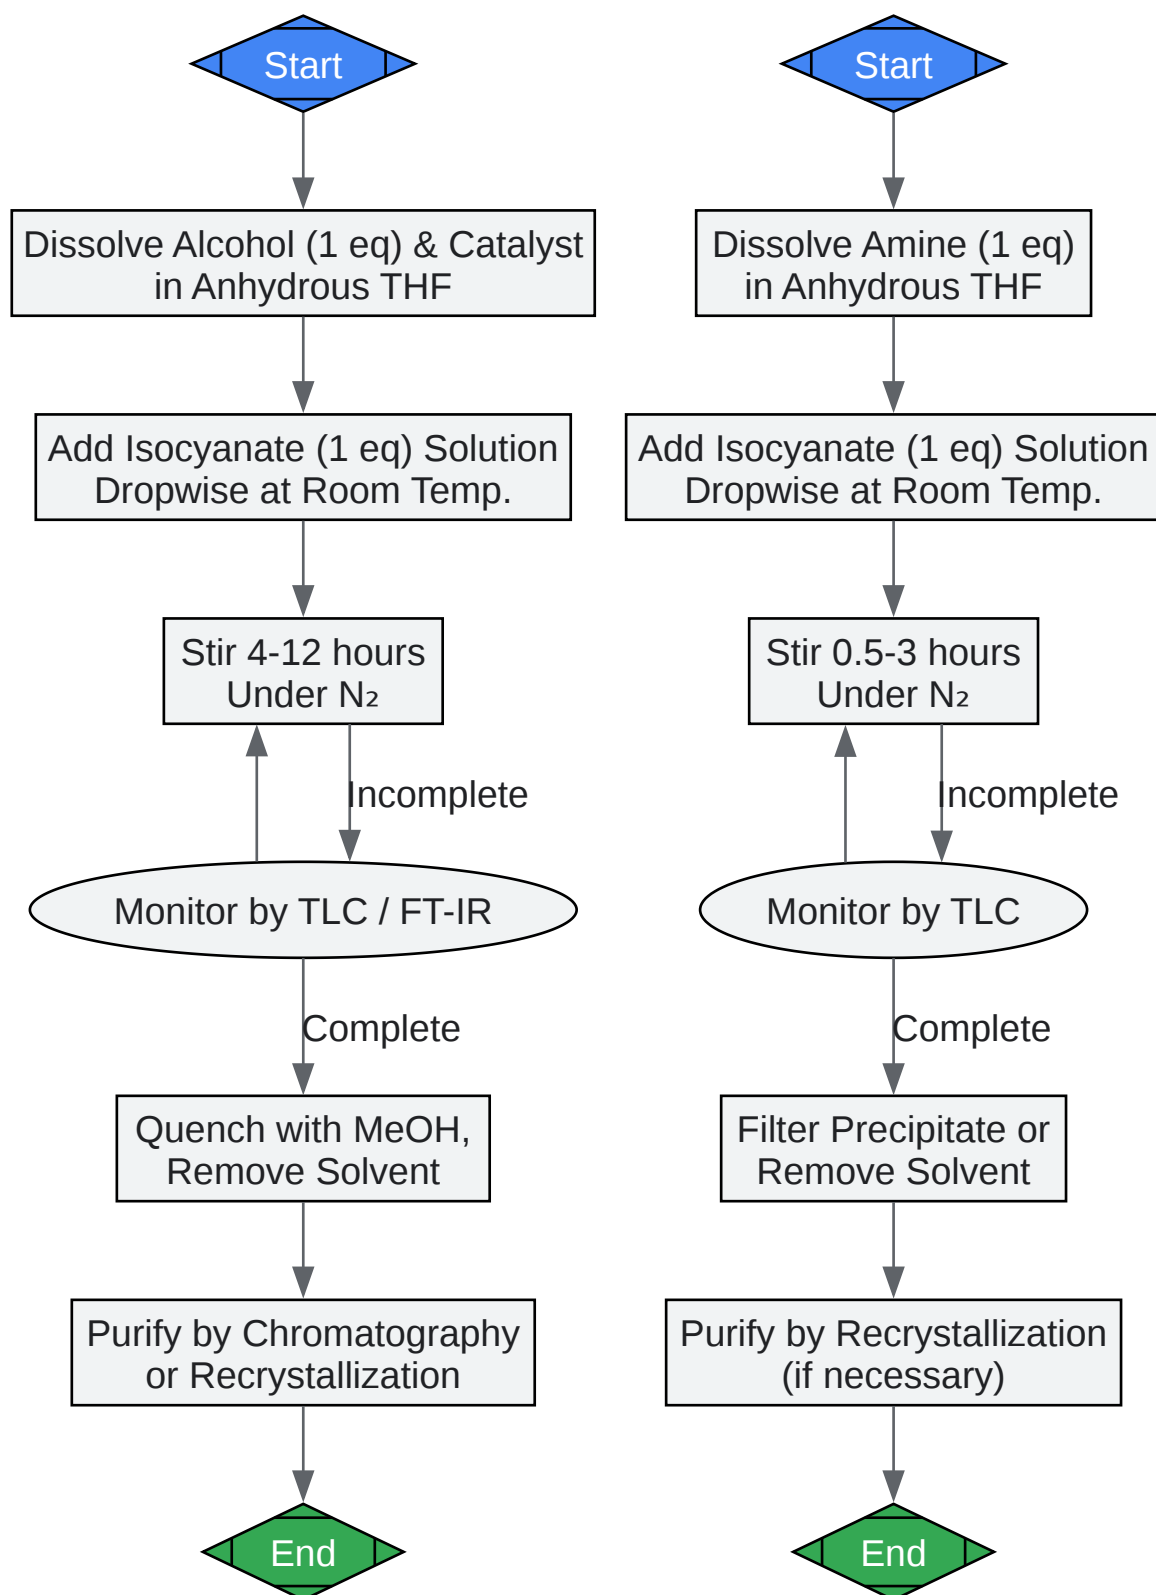 Start
Dissolve Alcohol (1 eq) & Catalyst
in Anhydrous THF
Add Isocyanate (1 eq) Solution
Dropwise at Room Temp.
Stir 4-12 hours
Under N₂
Incomplete
Monitor by TLC / FT-IR
Complete
Quench with MeOH,
Remove Solvent
Purify by Chromatography
or Recrystallization
End
Start
Dissolve Amine (1 eq)
in Anhydrous THF
Add Isocyanate (1 eq) Solution
Dropwise at Room Temp.
Stir 0.5-3 hours
Under N₂
Incomplete
Monitor by TLC
Complete
Filter Precipitate or
Remove Solvent
Purify by Recrystallization
(if necessary)
End